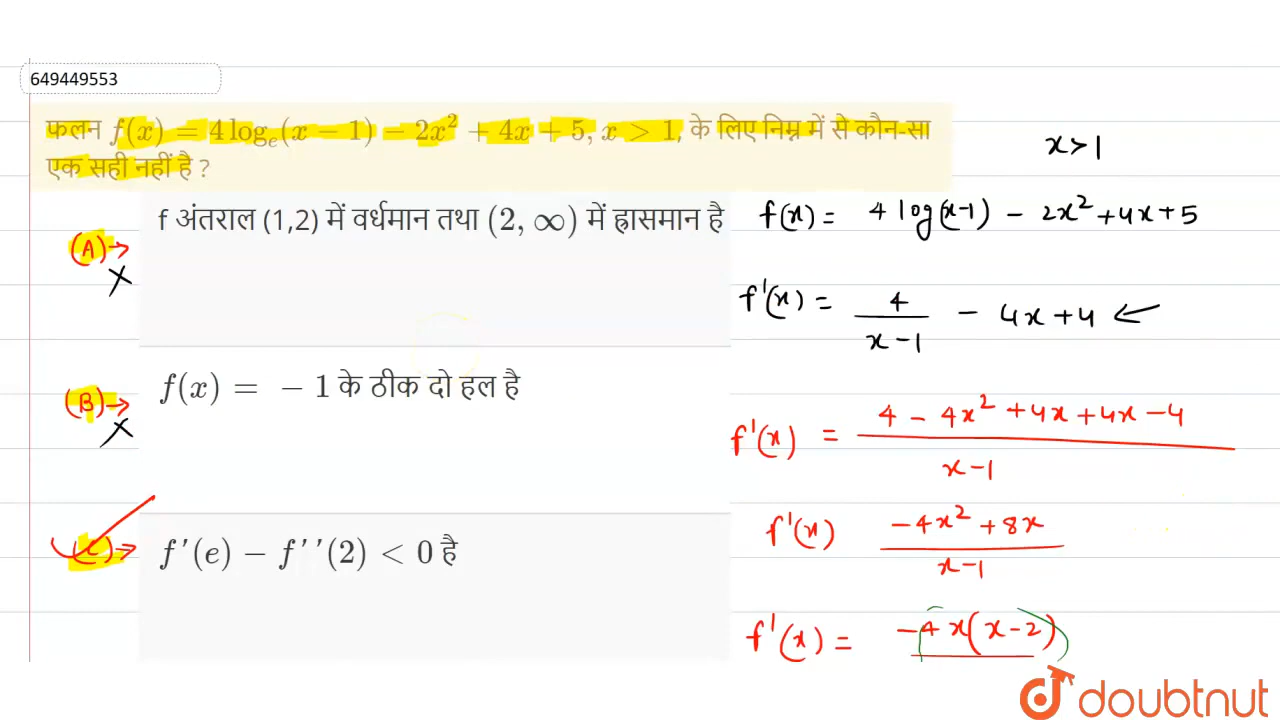 649449553
फलन f(x) = 4 log_e(x − 1) − 2x² + 4x + 5, x > 1, के लिए निम्न में से कौन-सा
एक सही नहीं है ?
x > 1
f अंतराल (1,2) में वर्धमान तथा (2, ∞) में ह्रासमान है
f(x) = 4 log(x-1) - 2x² + 4x + 5
(A)→
×
f'(x) = 4/(x-1) - 4x + 4 ←
f(x) = − 1 के ठीक दो हल है
(B)→
×
f'(x) = (4 - 4x² + 4x + 4x - 4)/(x-1)
f'(x) (-4x² + 8x)/(x-1)
(C)→
f'(e) − f''(2) < 0 है
f'(x) = -4x(x-2)
doubtnut